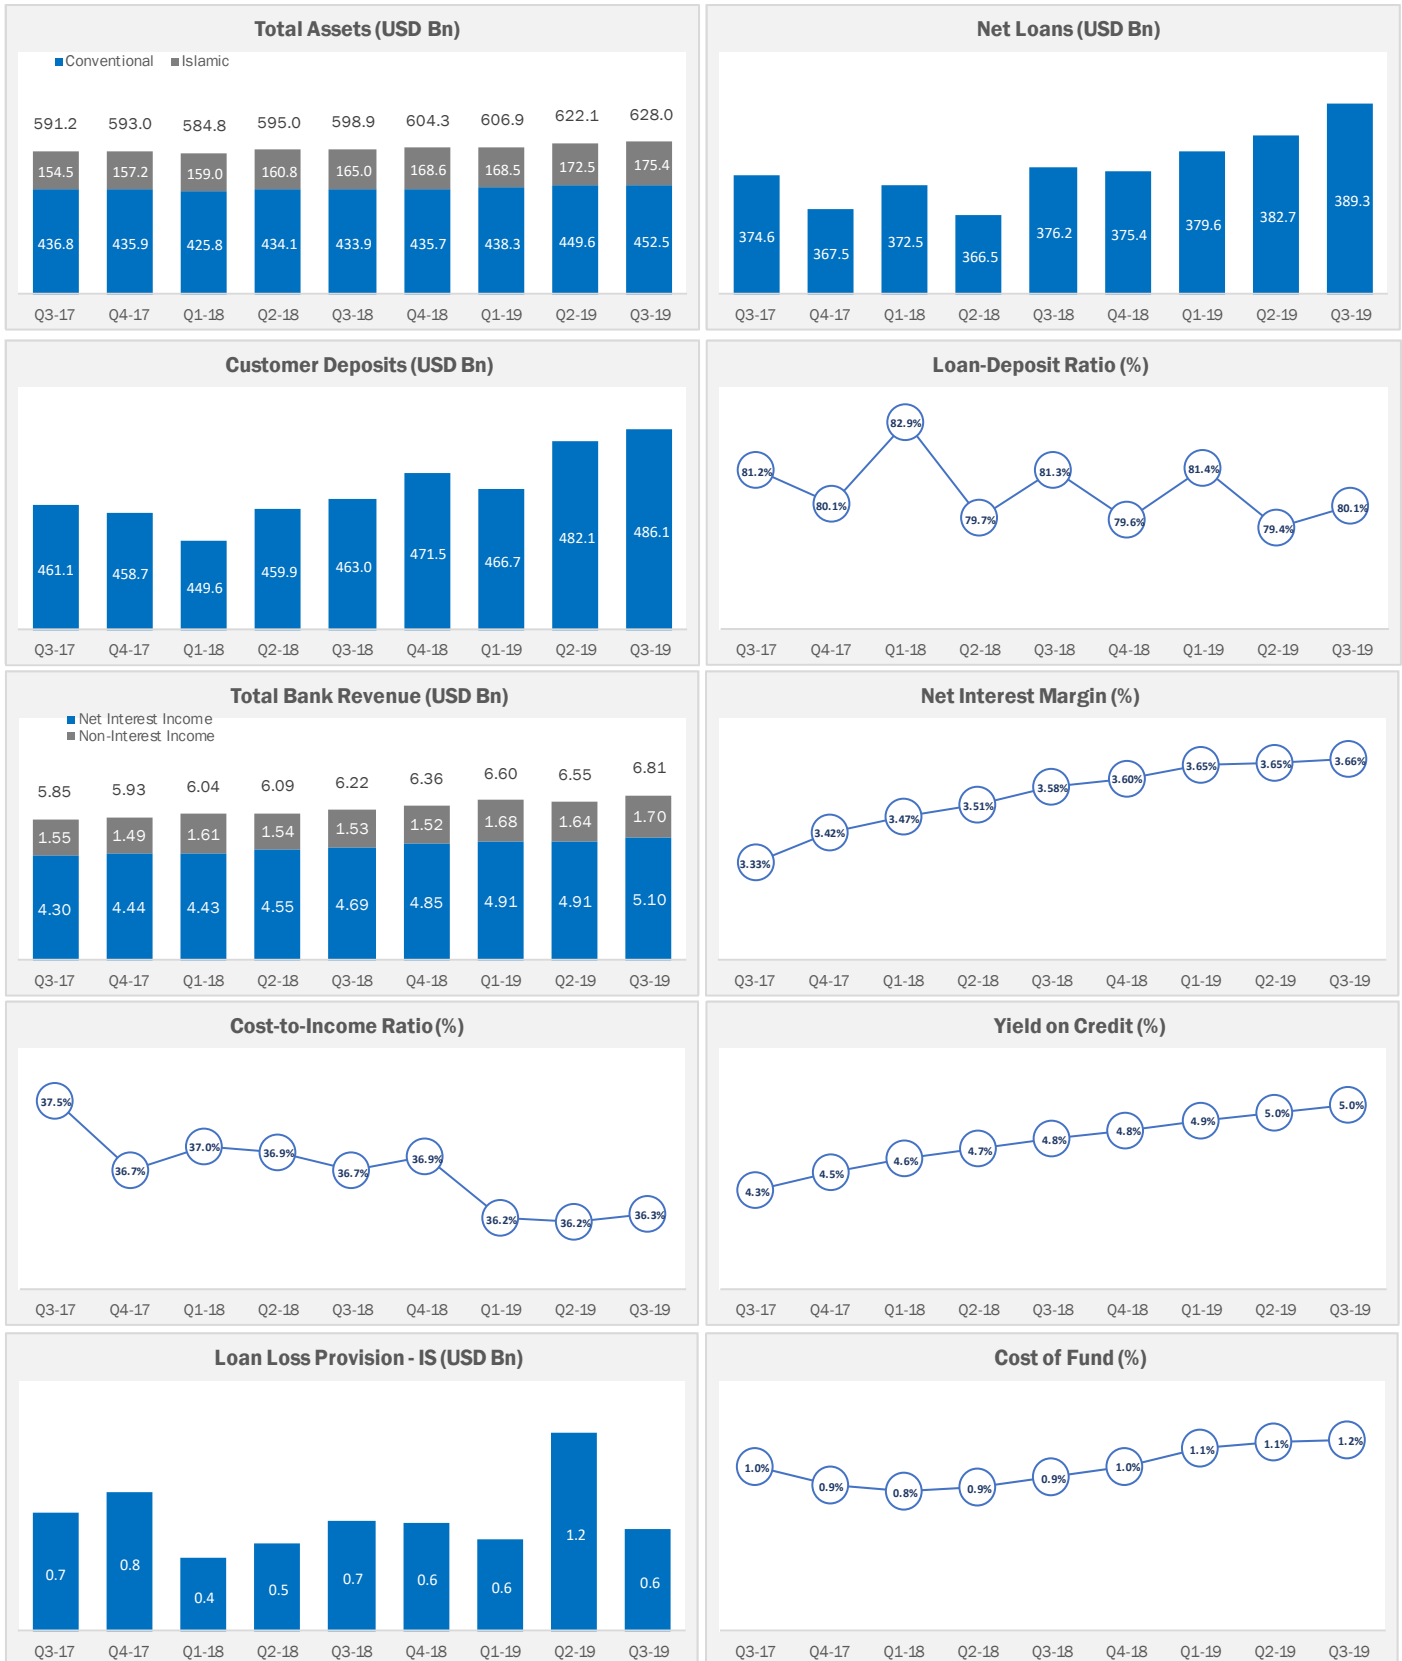 Total Assets (USD Bn)
Conventional Islamic
591.2 593.0 584.8 595.0 598.9 604.3 606.9 622.1 628.0
154.5 157.2 159.0 160.8 165.0 168.6 168.5 172.5 175.4
436.8 435.9 425.8 434.1 433.9 435.7 438.3 449.6 452.5
Q3-17 Q4-17 Q1-18 Q2-18 Q3-18 Q4-18 Q1-19 Q2-19 Q3-19
Net Loans (USD Bn)
374.6 367.5 372.5 366.5 376.2 375.4 379.6 382.7 389.3
Q3-17 Q4-17 Q1-18 Q2-18 Q3-18 Q4-18 Q1-19 Q2-19 Q3-19
Customer Deposits (USD Bn)
461.1 458.7 449.6 459.9 463.0 471.5 466.7 482.1 486.1
Q3-17 Q4-17 Q1-18 Q2-18 Q3-18 Q4-18 Q1-19 Q2-19 Q3-19
Loan-Deposit Ratio (%)
81.2% 80.1% 82.9% 79.7% 81.3% 79.6% 81.4% 79.4% 80.1%
Q3-17 Q4-17 Q1-18 Q2-18 Q3-18 Q4-18 Q1-19 Q2-19 Q3-19
Total Bank Revenue (USD Bn)
Net Interest Income
Non-Interest Income
5.85 5.93 6.04 6.09 6.22 6.36 6.60 6.55 6.81
1.55 1.49 1.61 1.54 1.53 1.52 1.68 1.64 1.70
4.30 4.44 4.43 4.55 4.69 4.85 4.91 4.91 5.10
Q3-17 Q4-17 Q1-18 Q2-18 Q3-18 Q4-18 Q1-19 Q2-19 Q3-19
Net Interest Margin (%)
3.33% 3.42% 3.47% 3.51% 3.58% 3.60% 3.65% 3.65% 3.66%
Q3-17 Q4-17 Q1-18 Q2-18 Q3-18 Q4-18 Q1-19 Q2-19 Q3-19
Cost-to-Income Ratio (%)
37.5% 36.7% 37.0% 36.9% 36.7% 36.9% 36.2% 36.2% 36.3%
Q3-17 Q4-17 Q1-18 Q2-18 Q3-18 Q4-18 Q1-19 Q2-19 Q3-19
Yield on Credit (%)
4.3% 4.5% 4.6% 4.7% 4.8% 4.8% 4.9% 5.0% 5.0%
Q3-17 Q4-17 Q1-18 Q2-18 Q3-18 Q4-18 Q1-19 Q2-19 Q3-19
Loan Loss Provision - IS (USD Bn)
0.7 0.8 0.4 0.5 0.7 0.6 0.6 1.2 0.6
Q3-17 Q4-17 Q1-18 Q2-18 Q3-18 Q4-18 Q1-19 Q2-19 Q3-19
Cost of Fund (%)
1.0% 0.9% 0.8% 0.9% 0.9% 1.0% 1.1% 1.1% 1.2%
Q3-17 Q4-17 Q1-18 Q2-18 Q3-18 Q4-18 Q1-19 Q2-19 Q3-19